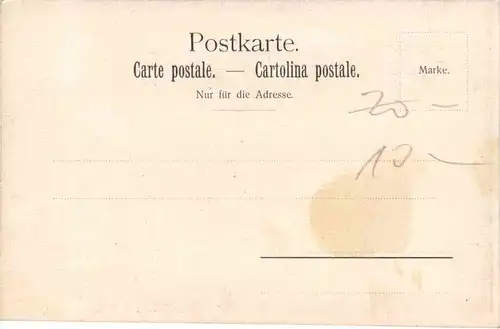 Postkarte.
Carte postale. — Cartolina postale.
Nur für die Adresse.
Marke.
20-
10-